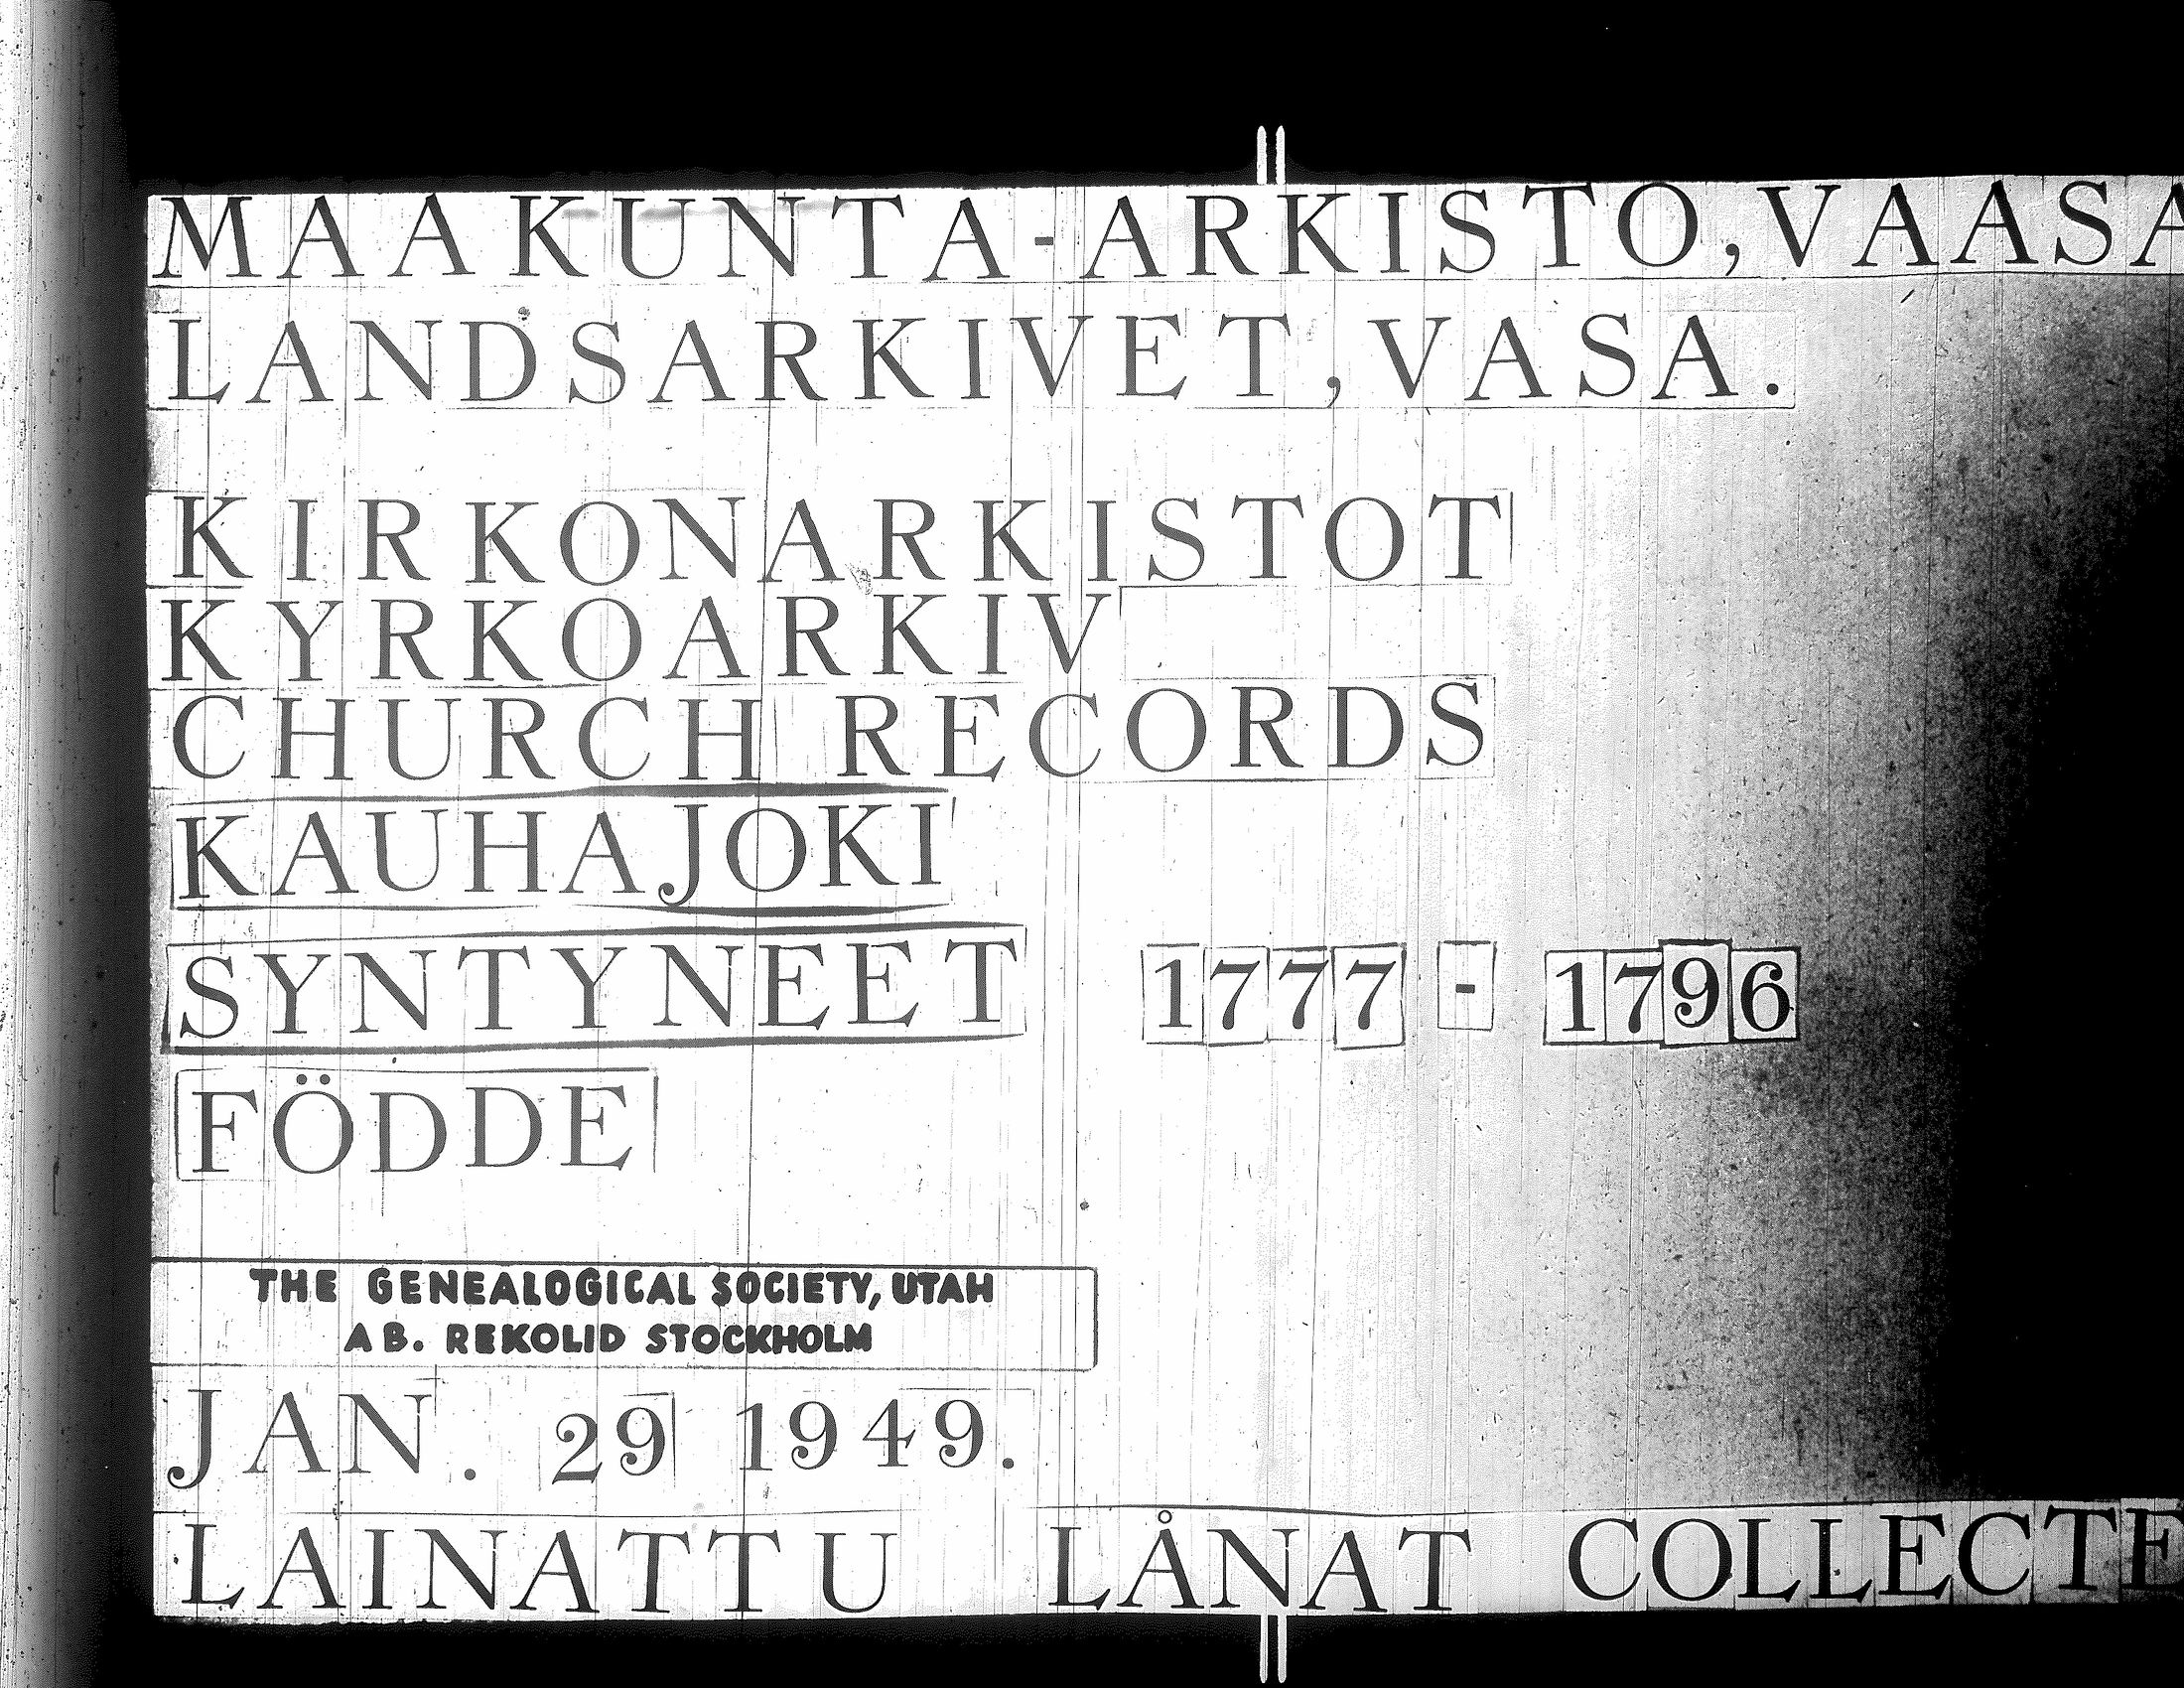 MAAKUNTA-ARKISTO, VAASA
LANDSARKIVET, VASA.
KIRKONARKISTOT
KYRKOARKIV
CHURCH RECORDS
KAUHAJOKI
SYNTYNEET 1777 - 1796
FÖDDE
THE GENEALOGICAL SOCIETY, UTAH
AB. REKOLID STOCKHOLM
JAN. 29 1949.
LAINATTU LÅNAT COLLECTE